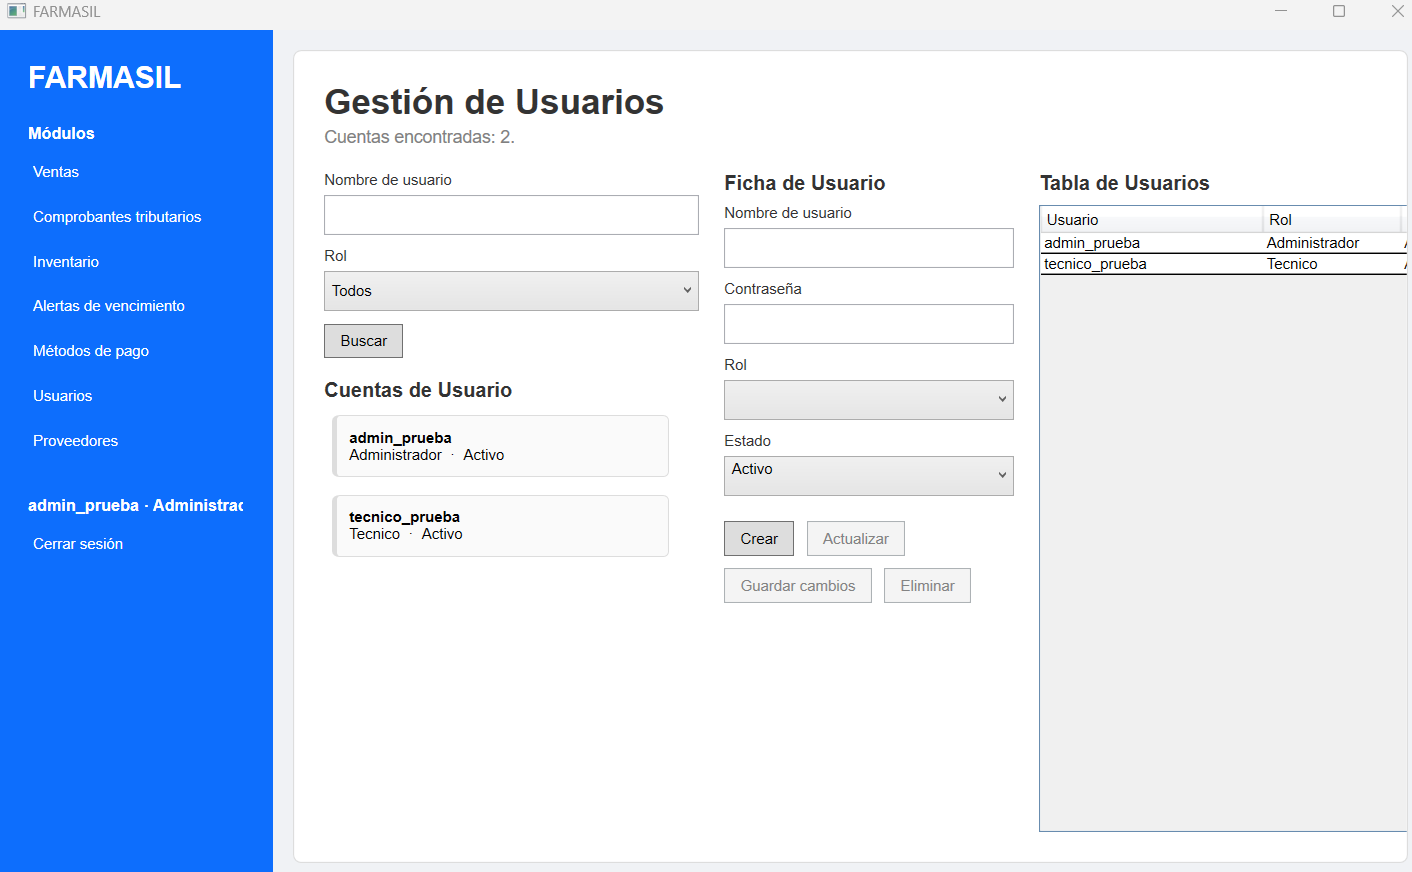 FARMASIL
FARMASIL
Módulos
Ventas
Comprobantes tributarios
Inventario
Alertas de vencimiento
Métodos de pago
Usuarios
Proveedores
admin_prueba · Administrad
Cerrar sesión
Gestión de Usuarios
Cuentas encontradas: 2.
Nombre de usuario
Rol
Todos
Buscar
Cuentas de Usuario
admin_prueba
Administrador · Activo
tecnico_prueba
Tecnico · Activo
Ficha de Usuario
Nombre de usuario
Contraseña
Rol
Estado
Activo
Crear Actualizar
Guardar cambios Eliminar
Tabla de Usuarios
Usuario Rol
admin_prueba Administrador
tecnico_prueba Tecnico